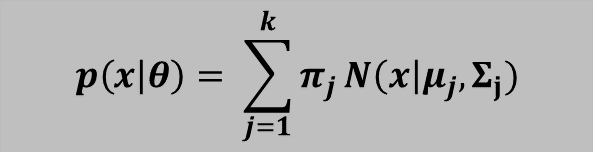 p(x|θ) = ∑_{j=1}^{k} π_j N(x|μ_j, Σ_j)